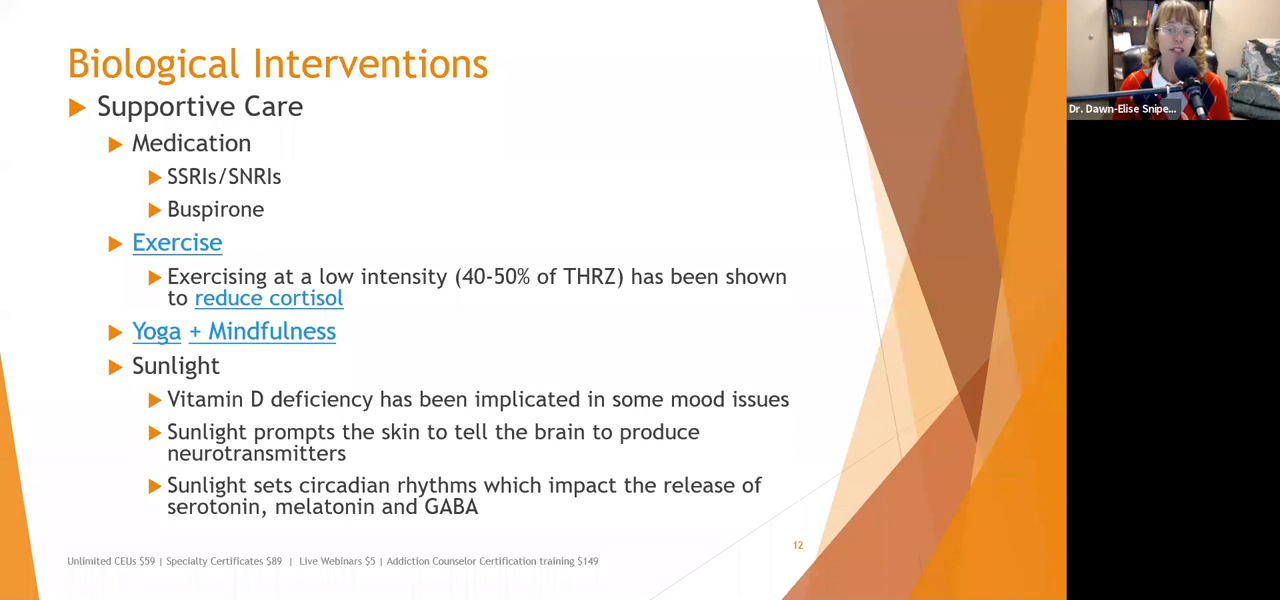 Biological Interventions
Supportive Care
Medication
SSRIs/SNRIs
Buspirone
Exercise
Exercising at a low intensity (40-50% of THRZ) has been shown
to reduce cortisol
Yoga + Mindfulness
Sunlight
Vitamin D deficiency has been implicated in some mood issues
Sunlight prompts the skin to tell the brain to produce
neurotransmitters
Sunlight sets circadian rhythms which impact the release of
serotonin, melatonin and GABA
12
Unlimited CEUs $59 | Specialty Certificates $89 | Live Webinars $5 | Addiction Counselor Certification training $149
Dr. Dawn-Elise Snipe...